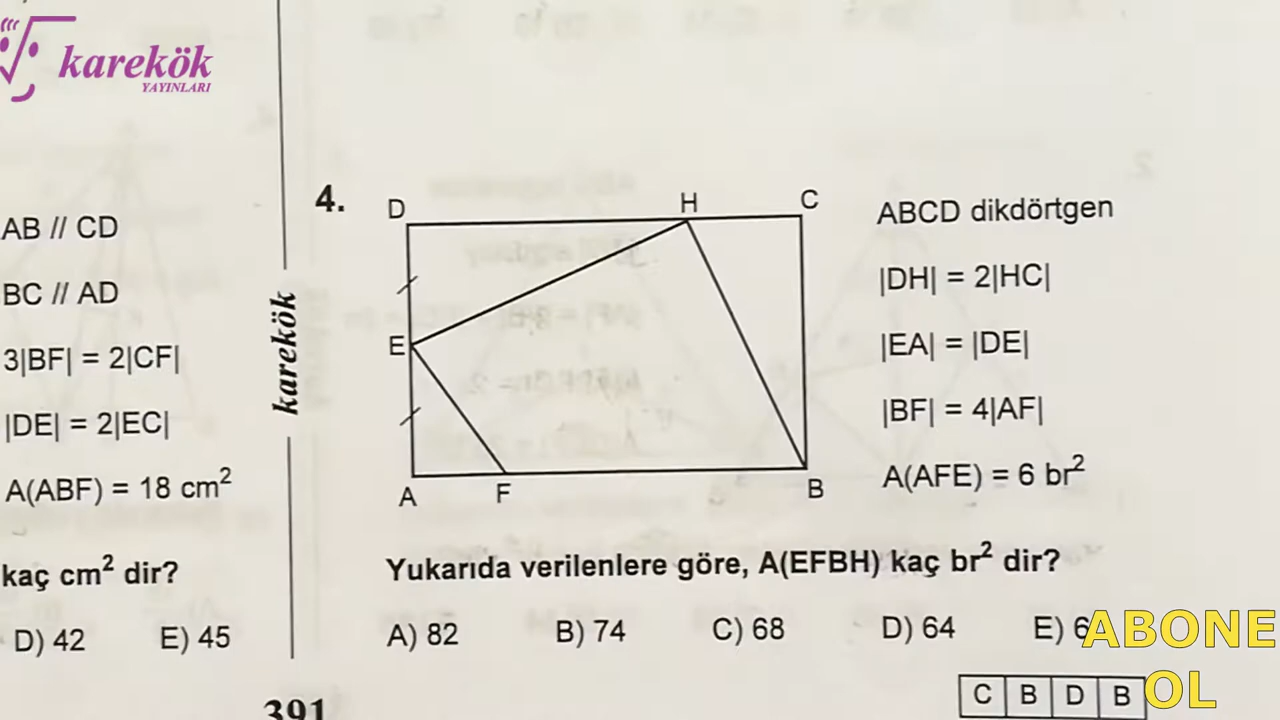 karekök
YAYINLARI
AB // CD
BC // AD
3|BF| = 2|CF|
|DE| = 2|EC|
A(ABF) = 18 cm²
kaç cm² dir?
D) 42 E) 45
391
karekök
4.
D H C
E
A F B
ABCD dikdörtgen
|DH| = 2|HC|
|EA| = |DE|
|BF| = 4|AF|
A(AFE) = 6 br²
Yukarıda verilenlere göre, A(EFBH) kaç br² dir?
A) 82 B) 74 C) 68 D) 64 E) 6
C B D B
ABONE
OL